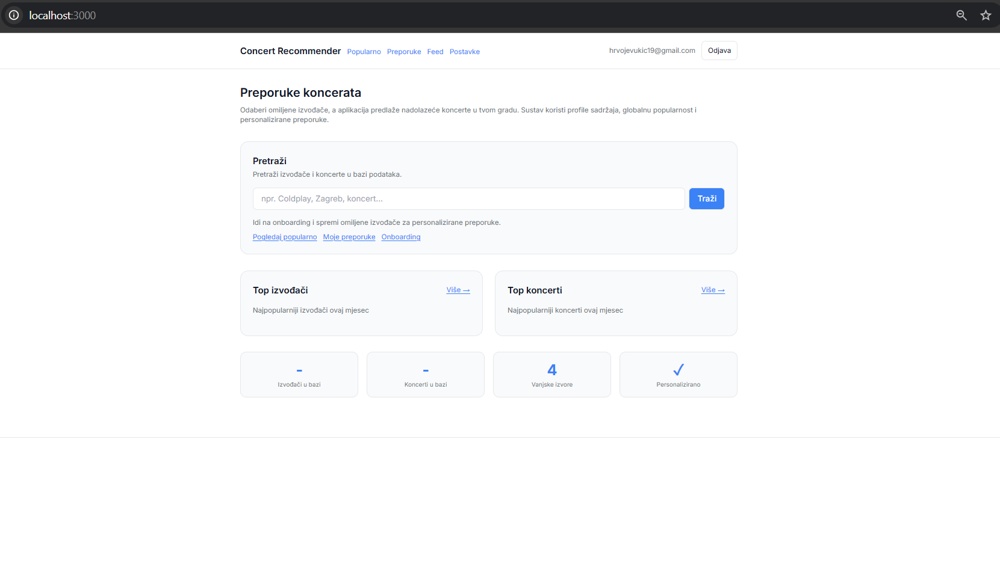 localhost:3000
Concert Recommender Popularno Preporuke Feed Postavke hrvojevukic19@gmail.com Odjava
Preporuke koncerata
Odaberi omiljene izvođače, a aplikacija predlaže nadolazeće koncerte u tvom gradu. Sustav koristi profile sadržaja, globalnu popularnost i
personalizirane preporuke.
Pretraži
Pretraži izvođače i koncerte u bazi podataka.
npr. Coldplay, Zagreb, koncert... Traži
Idi na onboarding i spremi omiljene izvođače za personalizirane preporuke.
Pogledaj popularno Moje preporuke Onboarding
Top izvođači Više →
Najpopularniji izvođači ovaj mjesec
Top koncerti Više →
Najpopularniji koncerti ovaj mjesec
-
Izvođači u bazi
-
Koncerti u bazi
4
Vanjske izvore
✓
Personalizirano